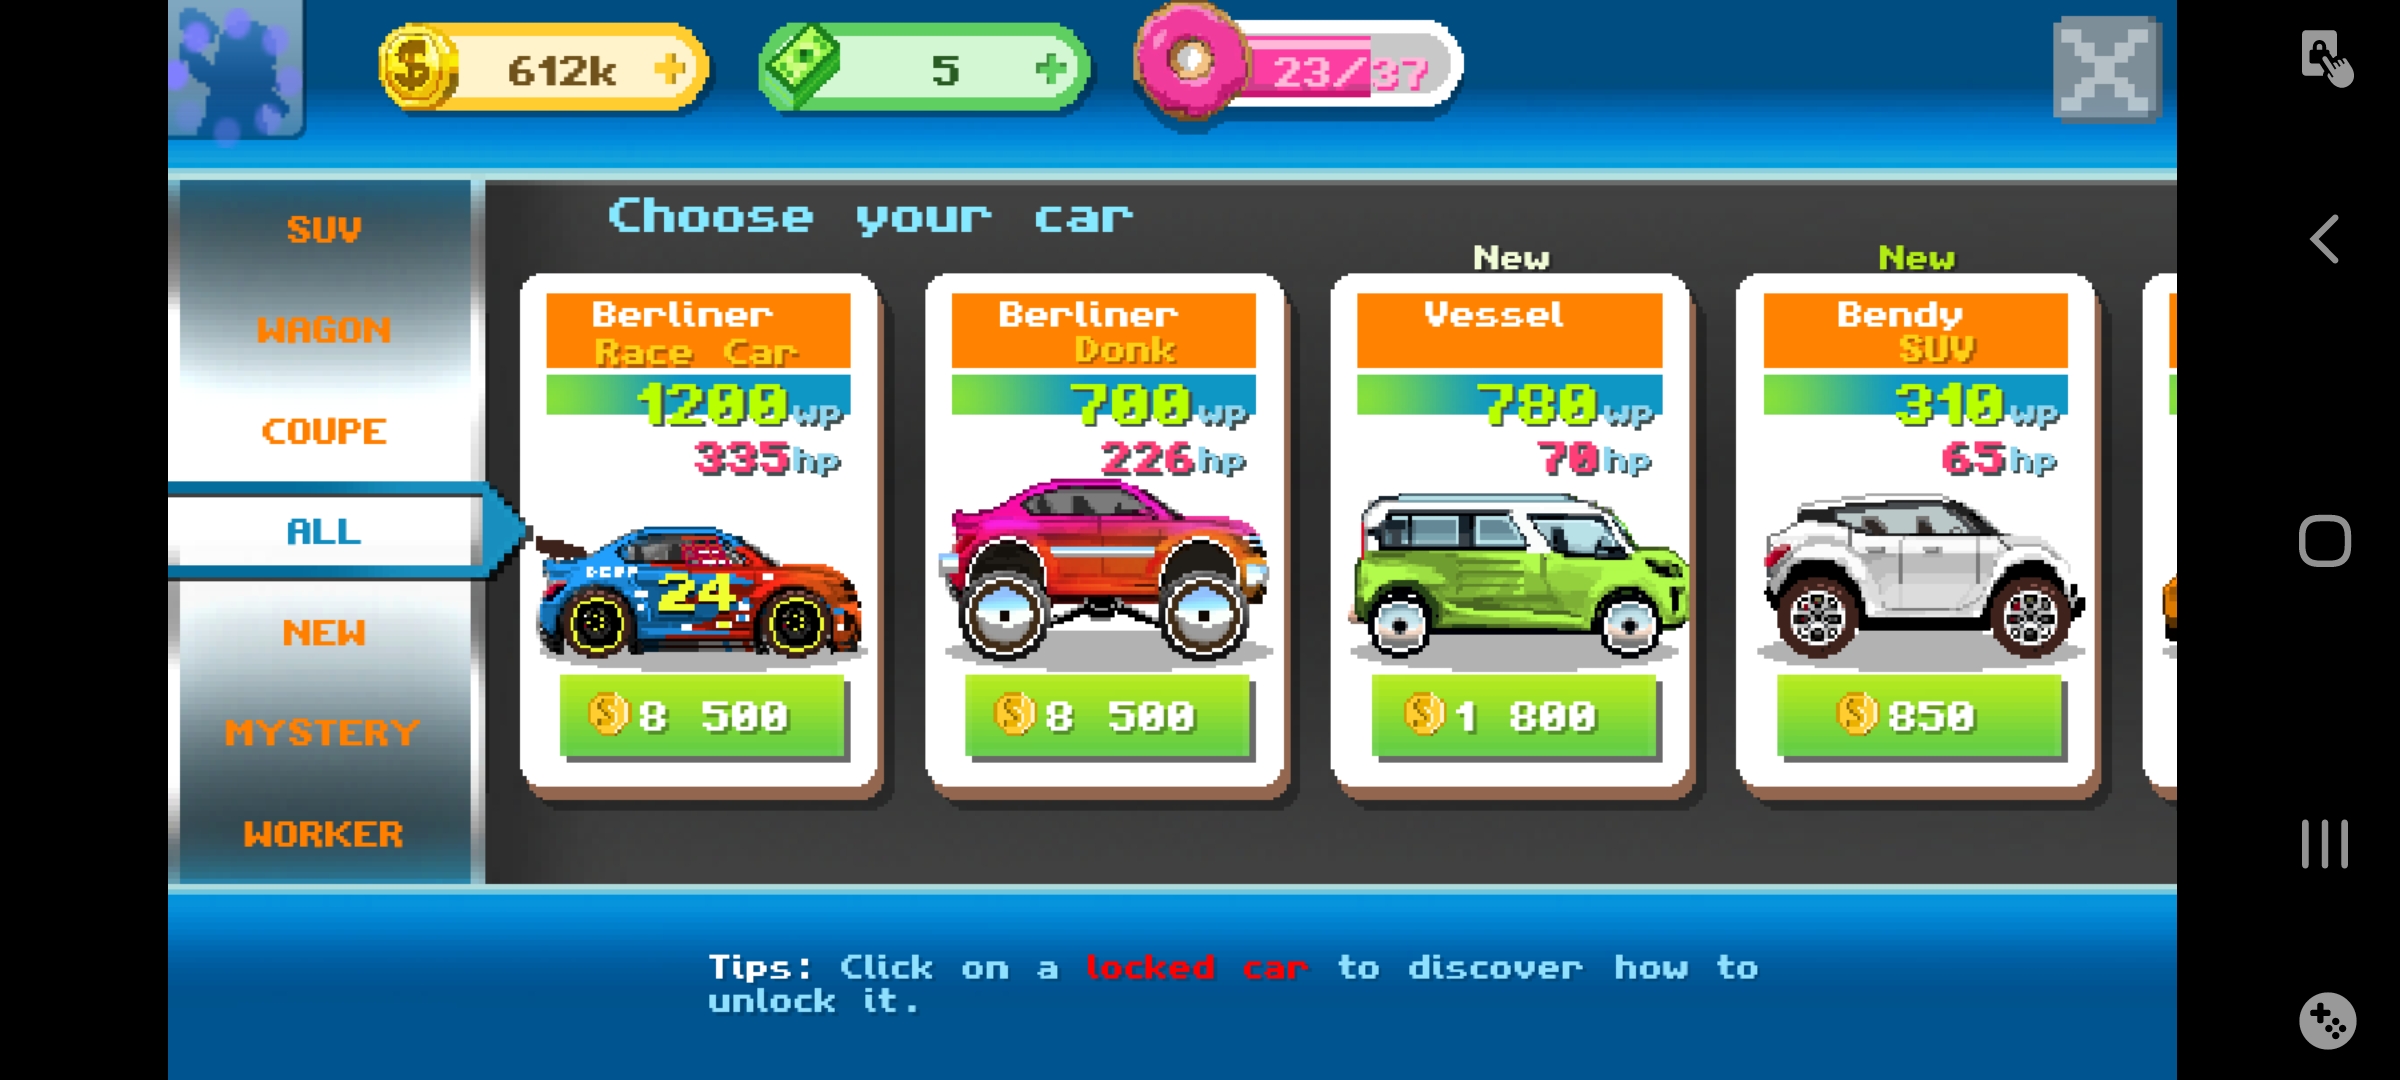 612k
5
23/37
Choose your car
SUV
WAGON
COUPE
ALL
NEW
MYSTERY
WORKER
Berliner
Race Car
1200wp
335hp
24
8 500
Berliner
Donk
700wp
226hp
8 500
New
Vessel
780wp
70hp
1 800
New
Bendy
SUV
310wp
65hp
850
Tips: Click on a locked car to discover how to
unlock it.